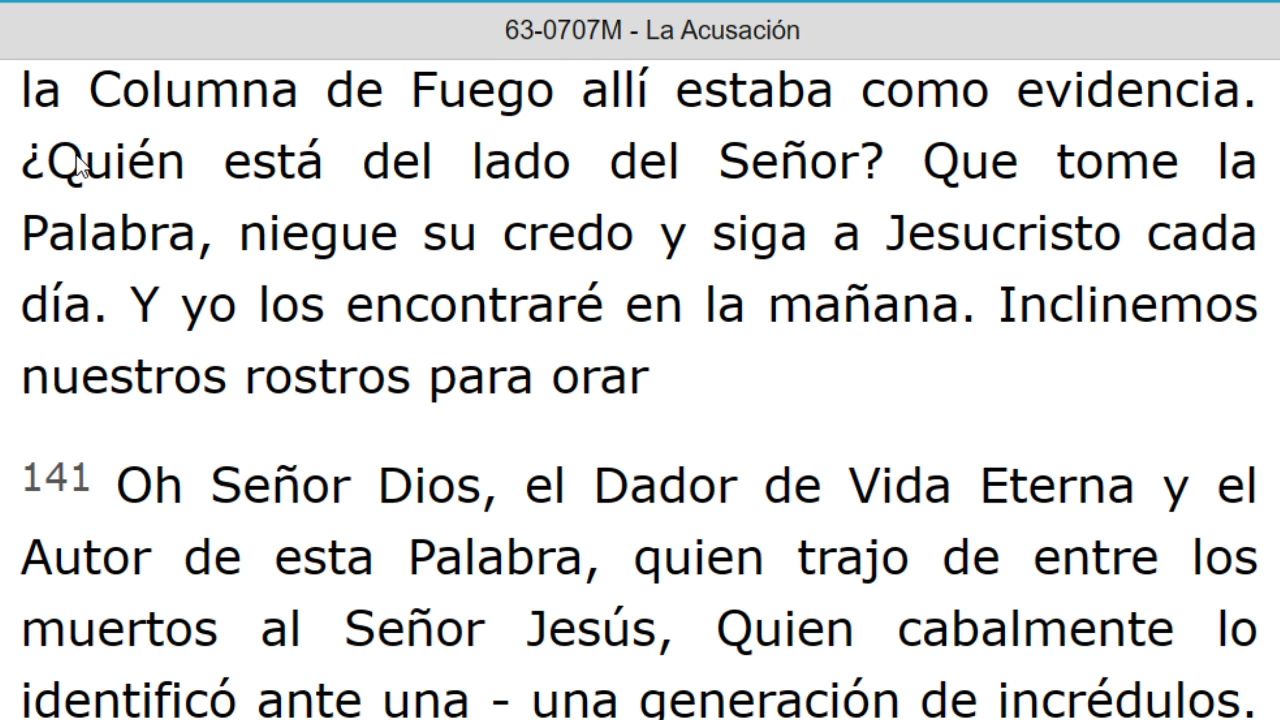 63-0707M - La Acusación
la Columna de Fuego allí estaba como evidencia.
¿Quién está del lado del Señor? Que tome la
Palabra, niegue su credo y siga a Jesucristo cada
día. Y yo los encontraré en la mañana. Inclinemos
nuestros rostros para orar
141 Oh Señor Dios, el Dador de Vida Eterna y el
Autor de esta Palabra, quien trajo de entre los
muertos al Señor Jesús, Quien cabalmente lo
identificó ante una - una generación de incrédulos.